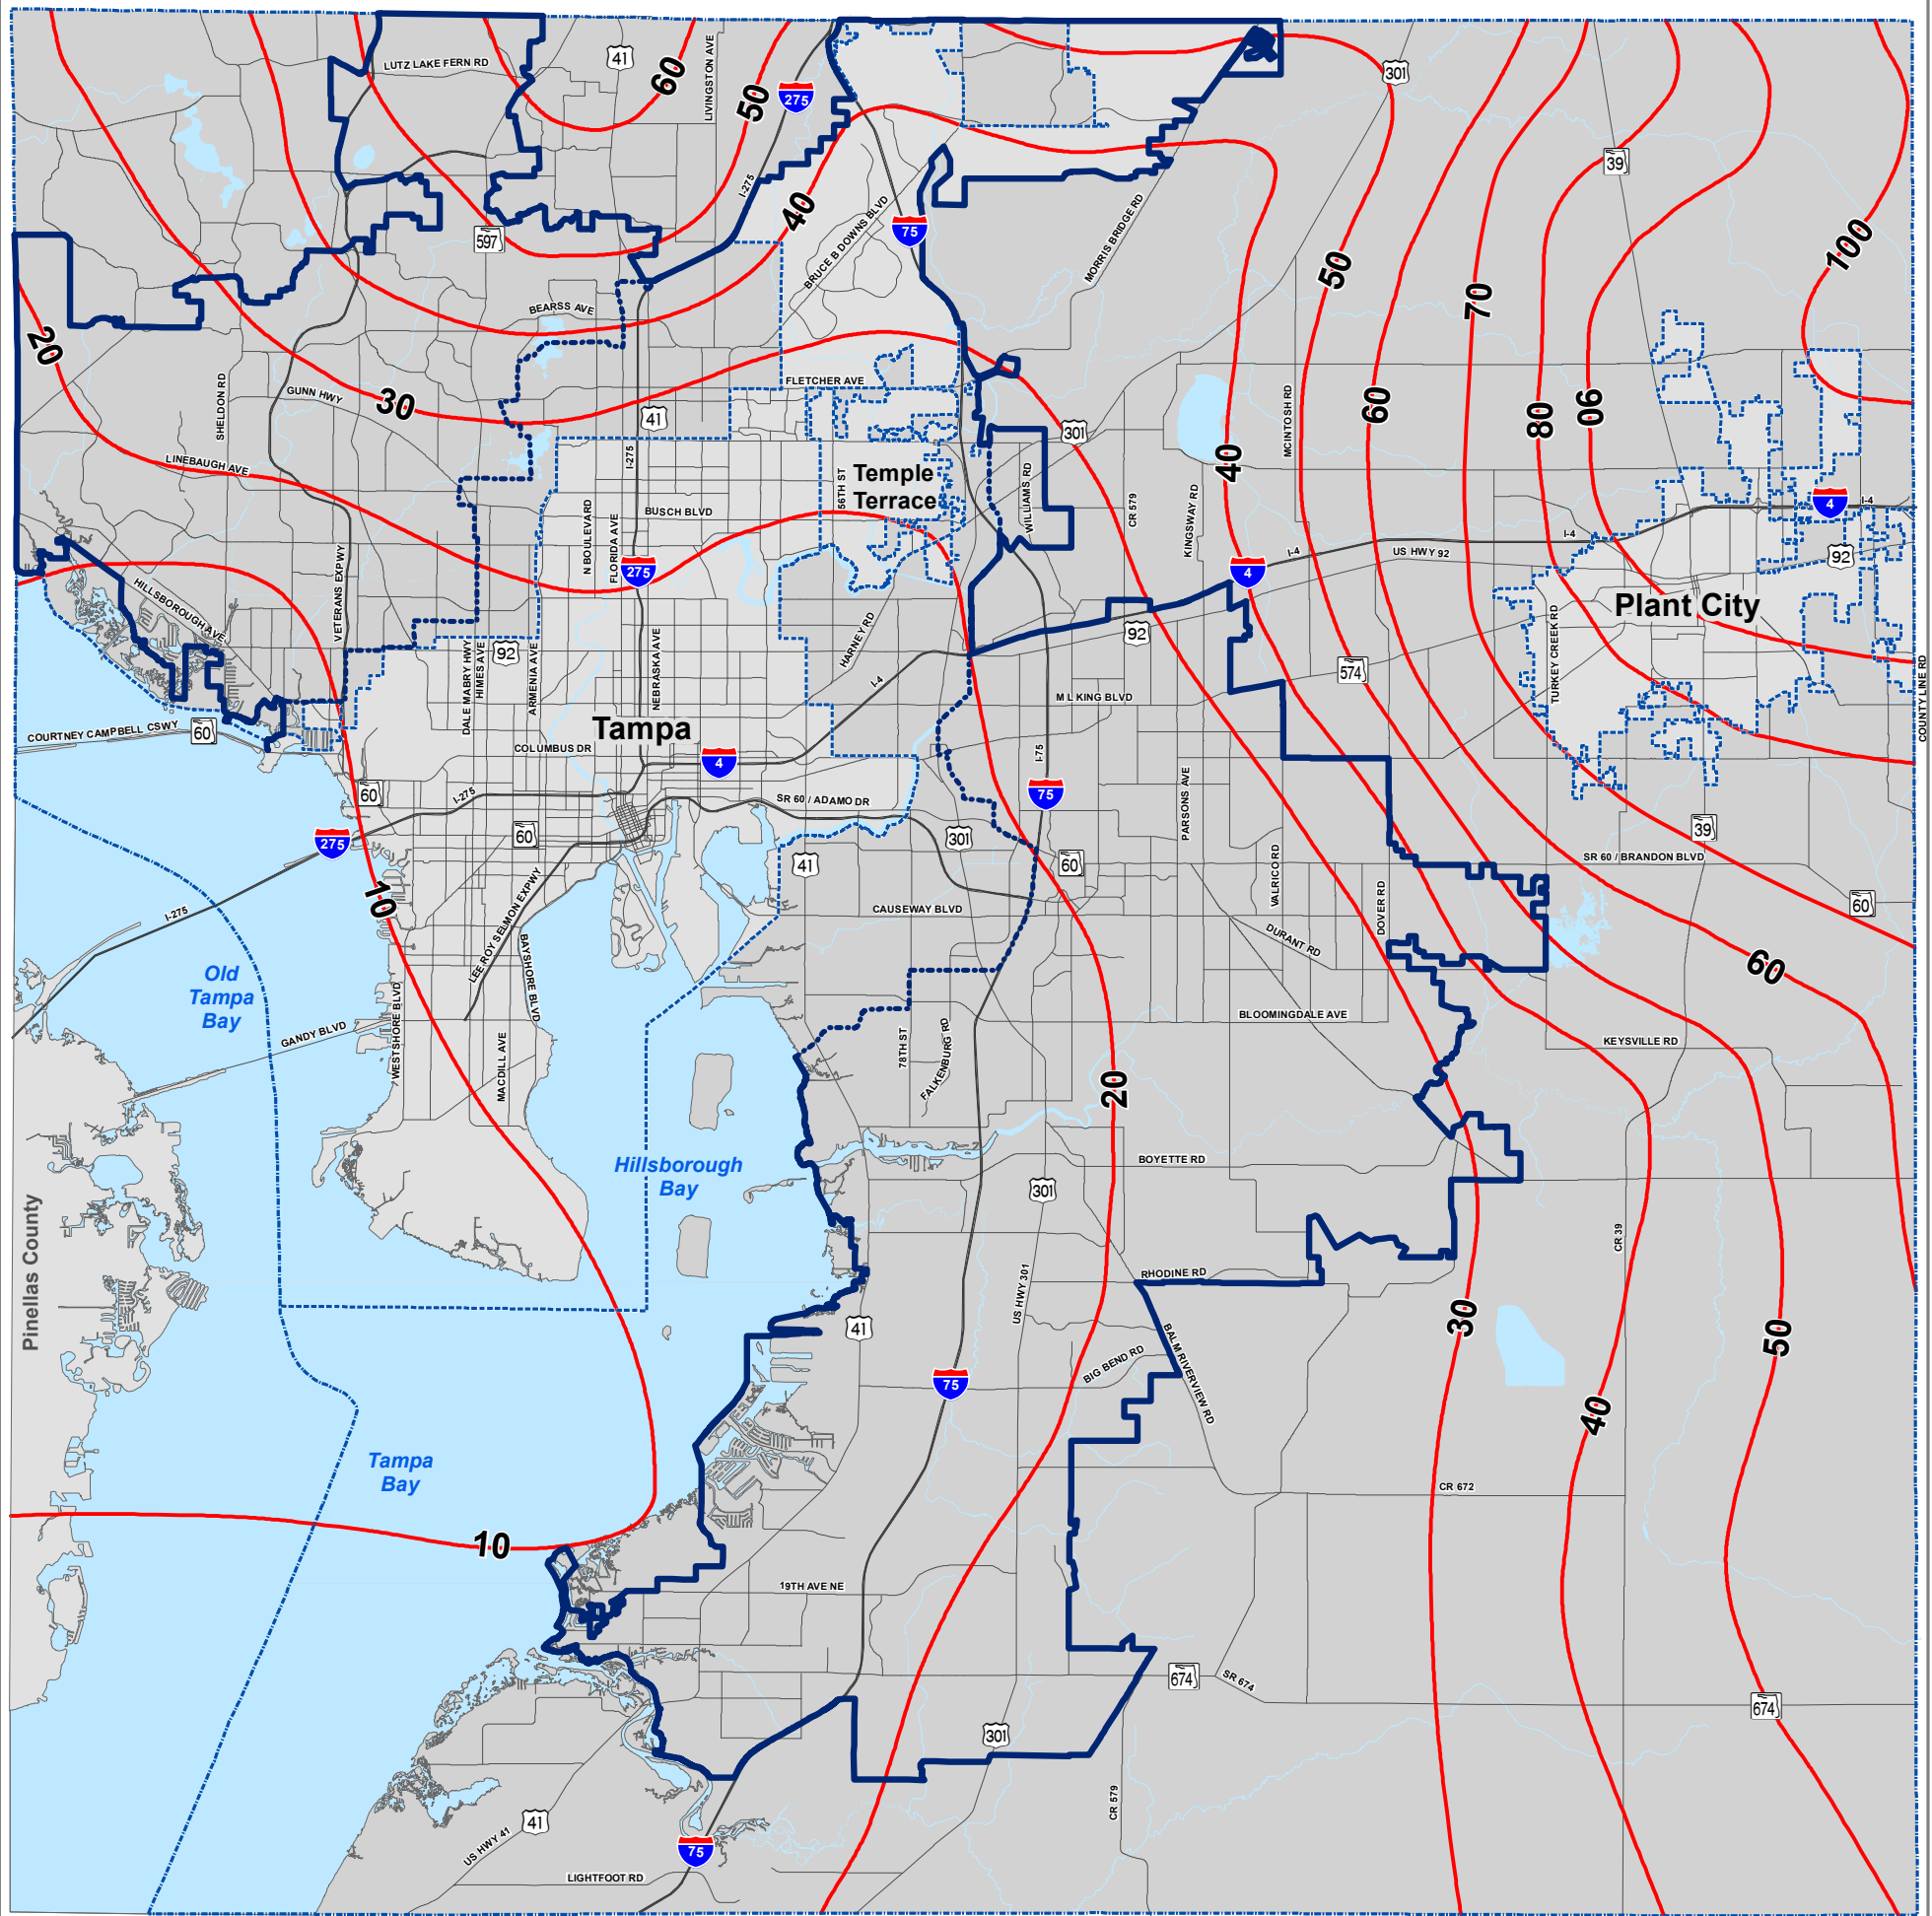 LUTZ LAKE FERN RD
41
LIVINGSTON AVE
60
50
275
301
39
I-275
40
BRUCE B DOWNS BLVD
75
MORRIS BRIDGE RD
597
100
50
70
BEARSS AVE
20
SHELDON RD
GUNN HWY
30
FLETCHER AVE
41
301
MCINTOSH RD
60
80
90
LINEBAUGH AVE
I-275
56TH ST
Temple
Terrace
WILLIAMS RD
CR 579
KINGSWAY RD
40
4
I-4
N BOULEVARD
FLORIDA AVE
BUSCH BLVD
275
I-4
US HWY 92
I-4
92
4
HILLSBOROUGH AVE
VETERANS EXPWY
Plant City
TURKEY CREEK RD
DALE MABRY HWY
HIMES AVE
92
ARMENIA AVE
NEBRASKA AVE
HARNEY RD
92
574
COUNTY LINE RD
I-4
M L KING BLVD
COURTNEY CAMPBELL CSWY
60
Tampa
COLUMBUS DR
4
I-75
60
I-275
SR 60 / ADAMO DR
75
PARSONS AVE
275
60
301
41
60
39
VALRICO RD
SR 60 / BRANDON BLVD
10
I-275
LEE ROY SELMON EXPWY
CAUSEWAY BLVD
DOVER RD
60
DURANT RD
Old
Tampa
Bay
BAYSHORE BLVD
60
GANDY BLVD
WESTSHORE BLVD
MACDILL AVE
78TH ST
FALKENBURG RD
BLOOMINGDALE AVE
KEYSVILLE RD
20
Hillsborough
Bay
BOYETTE RD
301
Pinellas County
CR 39
RHODINE RD
US HWY 301
41
30
50
BALM RIVERVIEW RD
BIG BEND RD
75
40
Tampa
Bay
CR 672
10
19TH AVE NE
674
SR 674
674
301
41
US HWY 41
CR 579
75
LIGHTFOOT RD